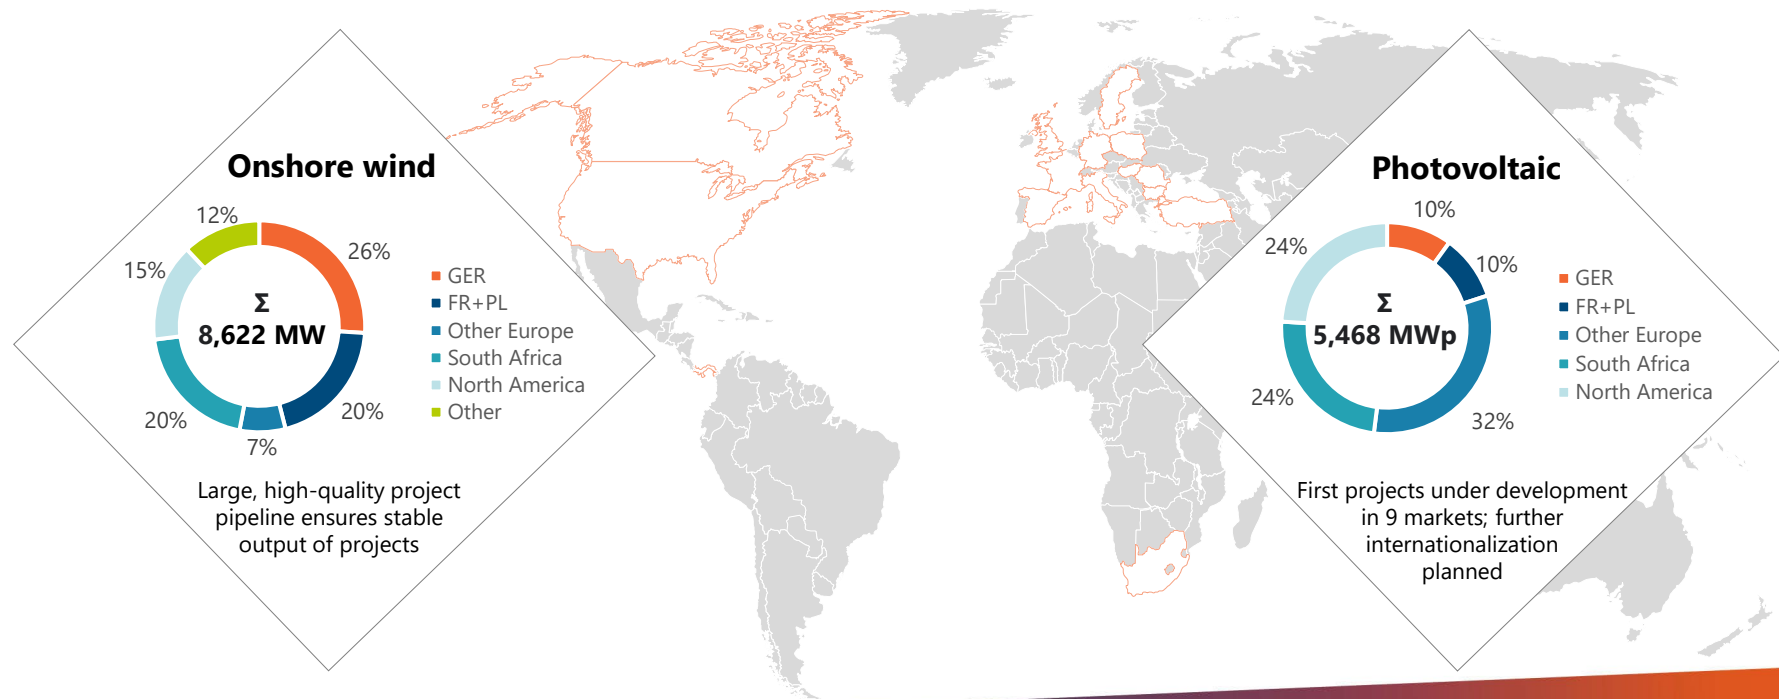 Onshore wind
12%
26%
15%
20%
20%
7%
Σ
8,622 MW
GER
FR+PL
Other Europe
South Africa
North America
Other
Large, high-quality project
pipeline ensures stable
output of projects
Photovoltaic
10%
24%
10%
24%
32%
Σ
5,468 MWp
GER
FR+PL
Other Europe
South Africa
North America
First projects under development
in 9 markets; further
internationalization
planned